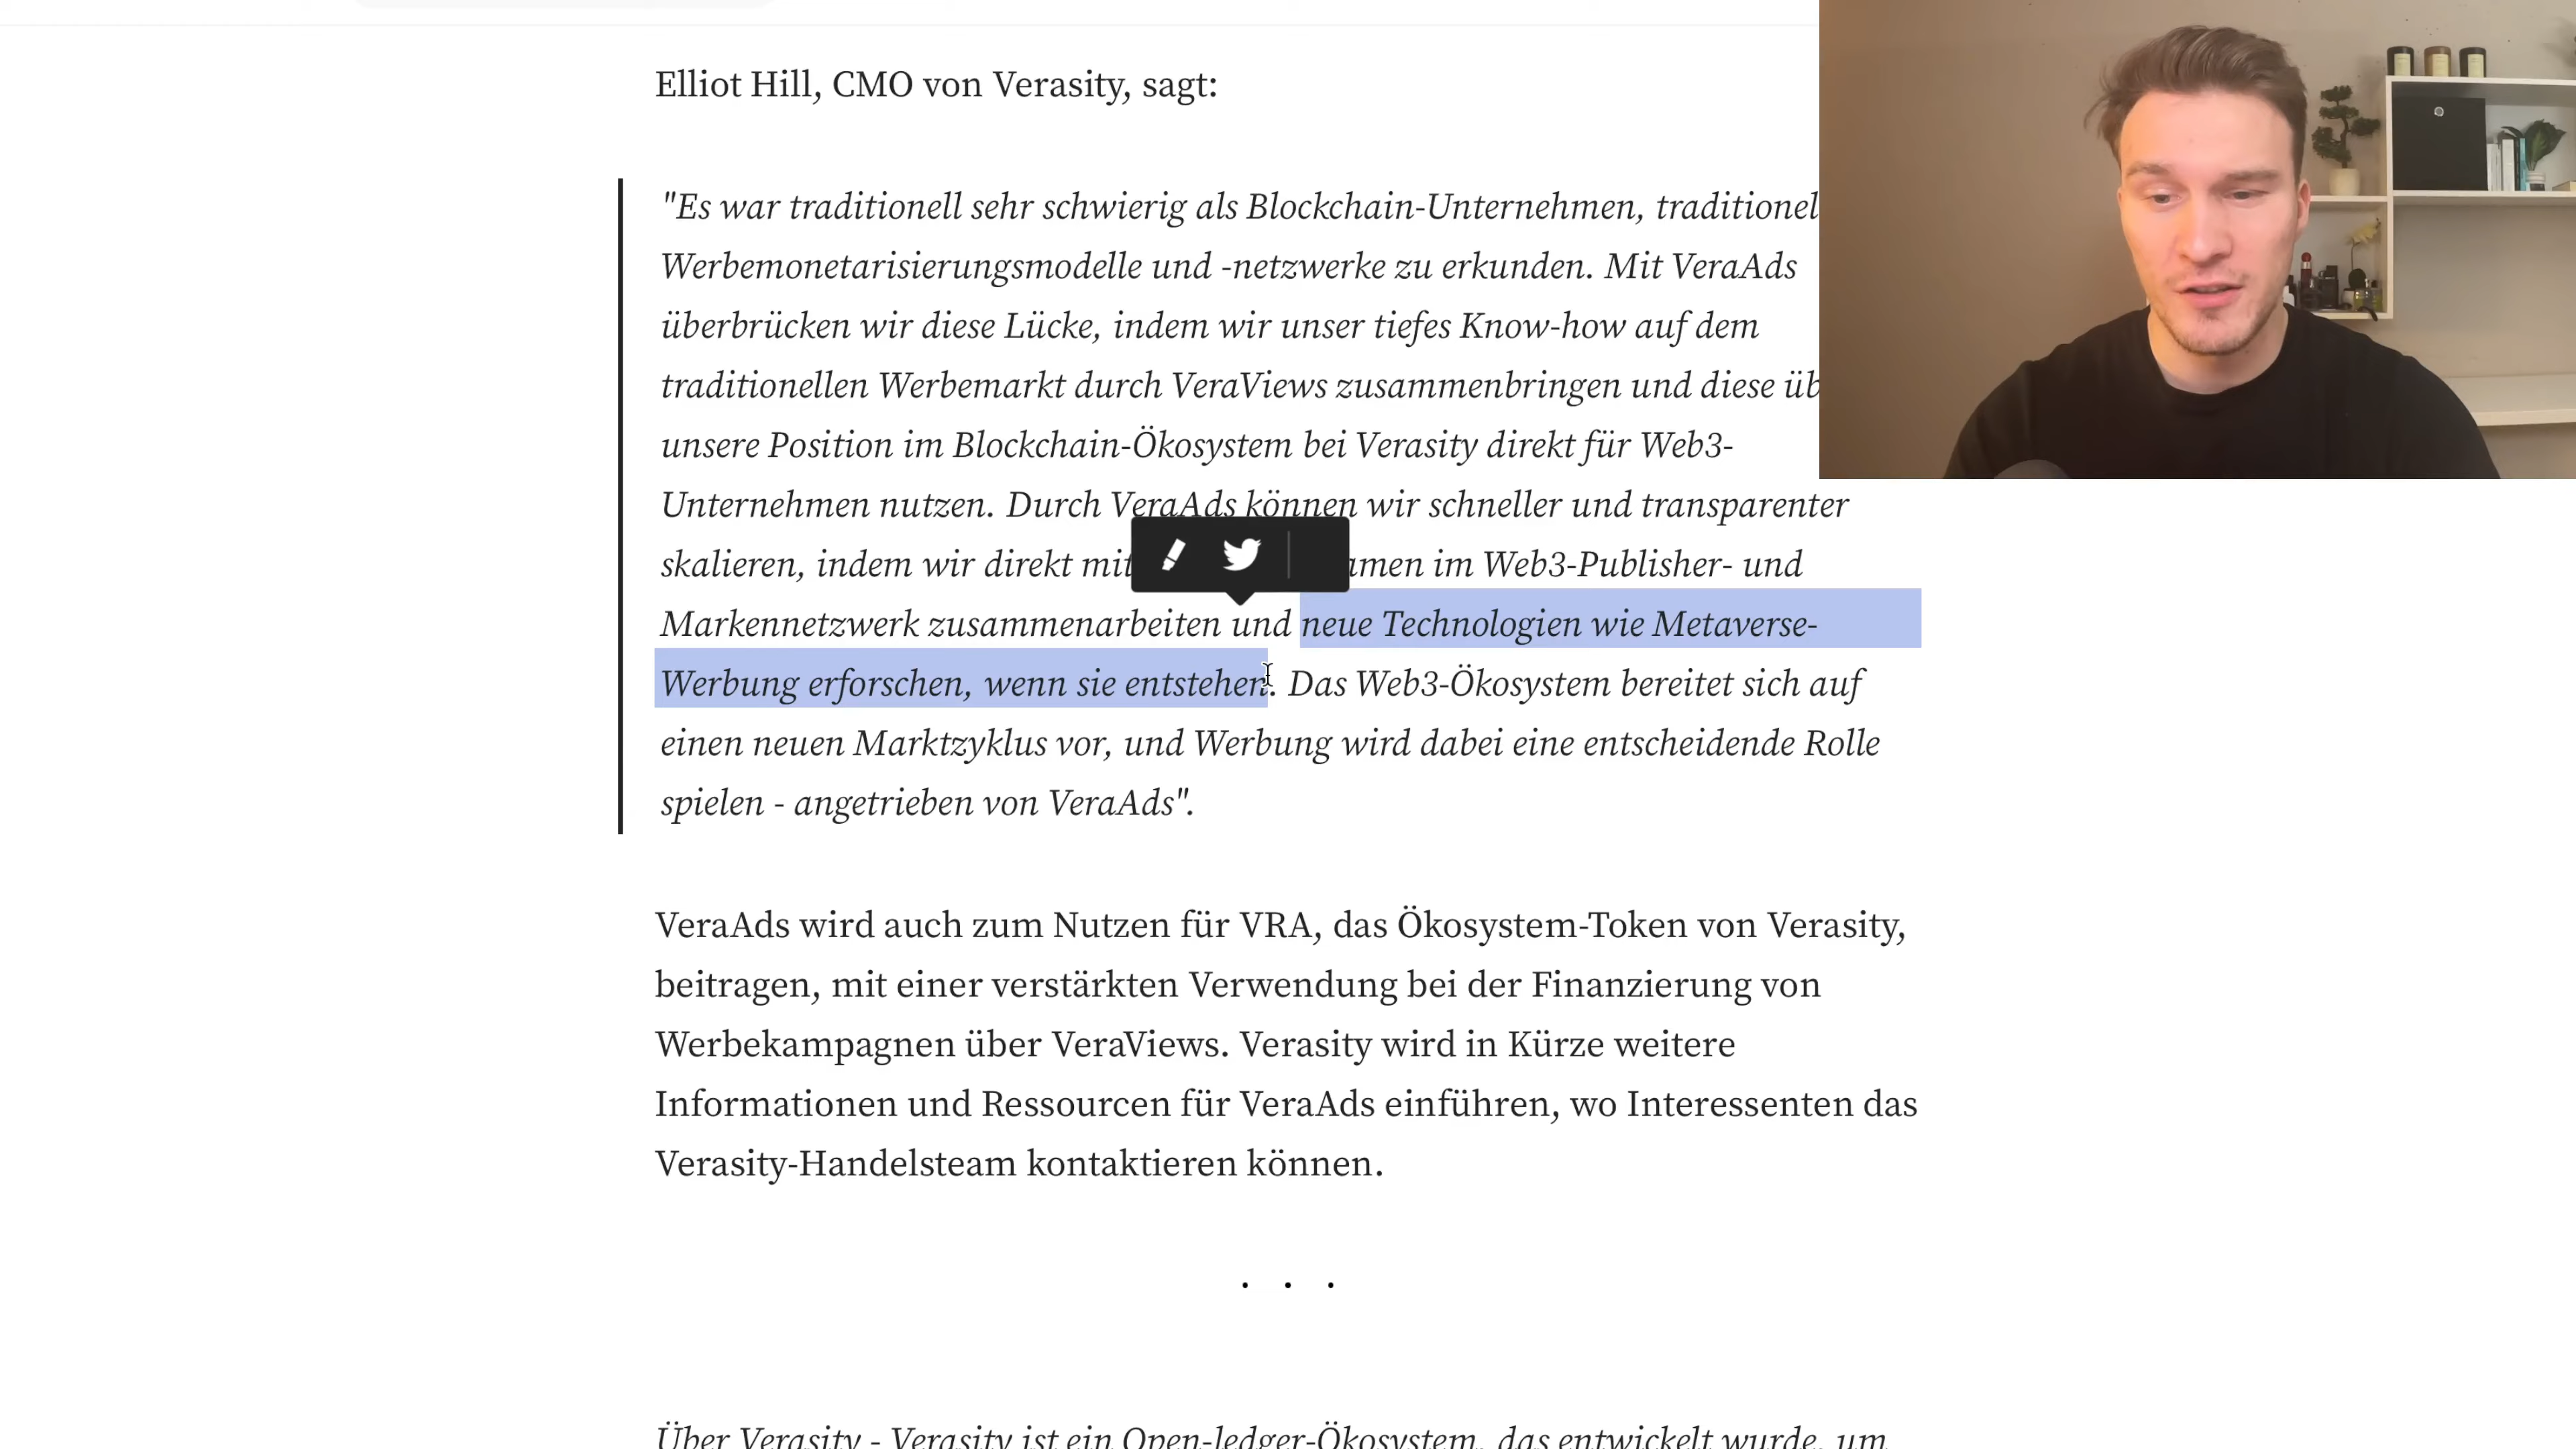 Elliot Hill, CMO von Verasity, sagt:
"Es war traditionell sehr schwierig als Blockchain-Unternehmen,
Werbemonetarisierungsmodelle und -netzwerke zu erkunden. Mit VeraAds
überbrücken wir diese Lücke, indem wir unser tiefes Know-how auf dem
traditionellen Werbemarkt durch VeraViews zusammenbringen und diese
unsere Position im Blockchain-Ökosystem bei Verasity direkt für Web3-
Unternehmen nutzen. Durch VeraAds können wir schneller und transparenter
skalieren, indem wir direkt mit im Web3-Publisher- und
Markennetzwerk zusammenarbeiten und neue Technologien wie Metaverse-
Werbung erforschen, wenn sie entstehen. Das Web3-Ökosystem bereitet sich auf
einen neuen Marktzyklus vor, und Werbung wird dabei eine entscheidende Rolle
spielen - angetrieben von VeraAds".
VeraAds wird auch zum Nutzen für VRA, das Ökosystem-Token von Verasity,
beitragen, mit einer verstärkten Verwendung bei der Finanzierung von
Werbekampagnen über VeraViews. Verasity wird in Kürze weitere
Informationen und Ressourcen für VeraAds einführen, wo Interessenten das
Verasity-Handelsteam kontaktieren können.
. . .
Über Verasity - Verasity ist ein Open-ledger-Ökosystem, das entwickelt wurde, um